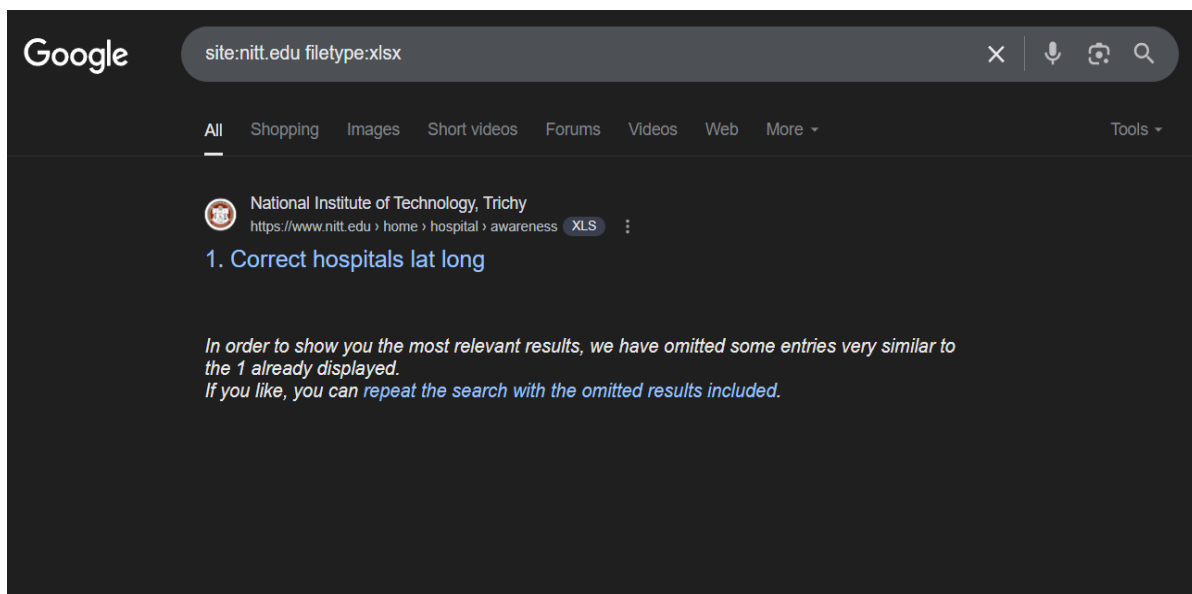 Google
site:nitt.edu filetype:xlsx
All Shopping Images Short videos Forums Videos Web More Tools
National Institute of Technology, Trichy
https://www.nitt.edu › home › hospital › awareness XLS
1. Correct hospitals lat long
In order to show you the most relevant results, we have omitted some entries very similar to
the 1 already displayed.
If you like, you can repeat the search with the omitted results included.